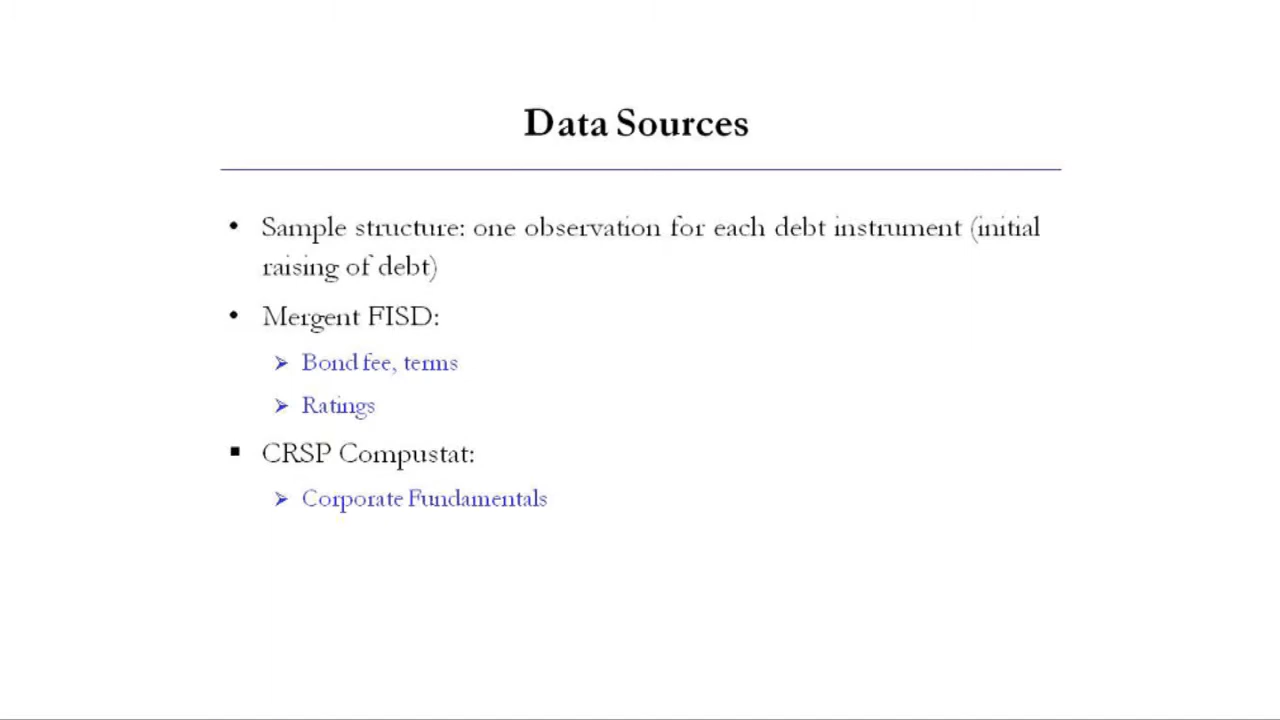 Data Sources
• Sample structure: one observation for each debt instrument (initial
raising of debt)
• Mergent FISD:
➢ Bond fee, terms
➢ Ratings
▪ CRSP Compustat:
➢ Corporate Fundamentals